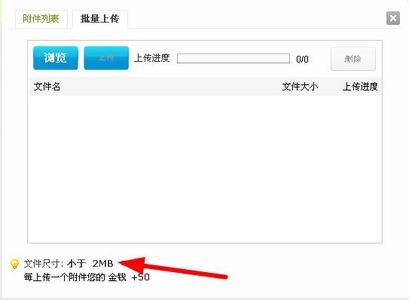 附件列表 批量上传
浏览 上传 上传进度 0/0 删除
文件名 文件大小 上传进度
文件尺寸: 小于 2MB
每上传一个附件您的 金钱 +50